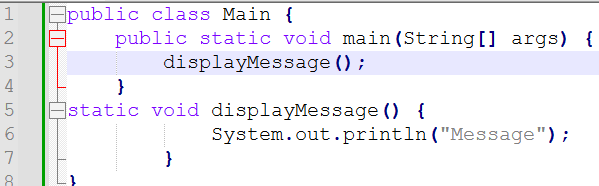 1 public class Main {
2     public static void main(String[] args) {
3         displayMessage();
4     }
5 static void displayMessage() {
6             System.out.println("Message");
7         }
8 }